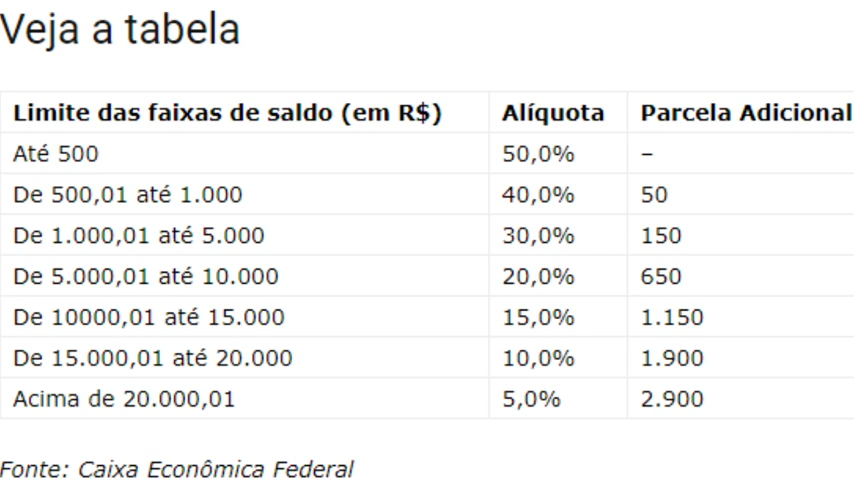 Veja a tabela
Limite das faixas de saldo (em R$) Alíquota Parcela Adicional
Até 500 50,0% –
De 500,01 até 1.000 40,0% 50
De 1.000,01 até 5.000 30,0% 150
De 5.000,01 até 10.000 20,0% 650
De 10000,01 até 15.000 15,0% 1.150
De 15.000,01 até 20.000 10,0% 1.900
Acima de 20.000,01 5,0% 2.900
Fonte: Caixa Econômica Federal